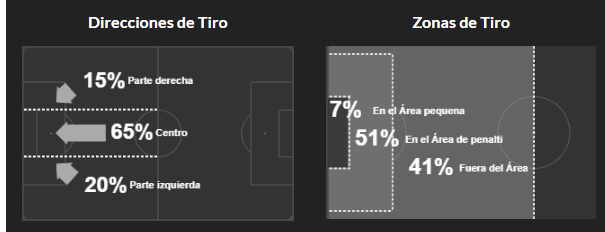 Direcciones de Tiro
15% Parte derecha
65% Centro
20% Parte izquierda
Zonas de Tiro
7% En el Área pequena
51% En el Área de penalti
41% Fuera del Área